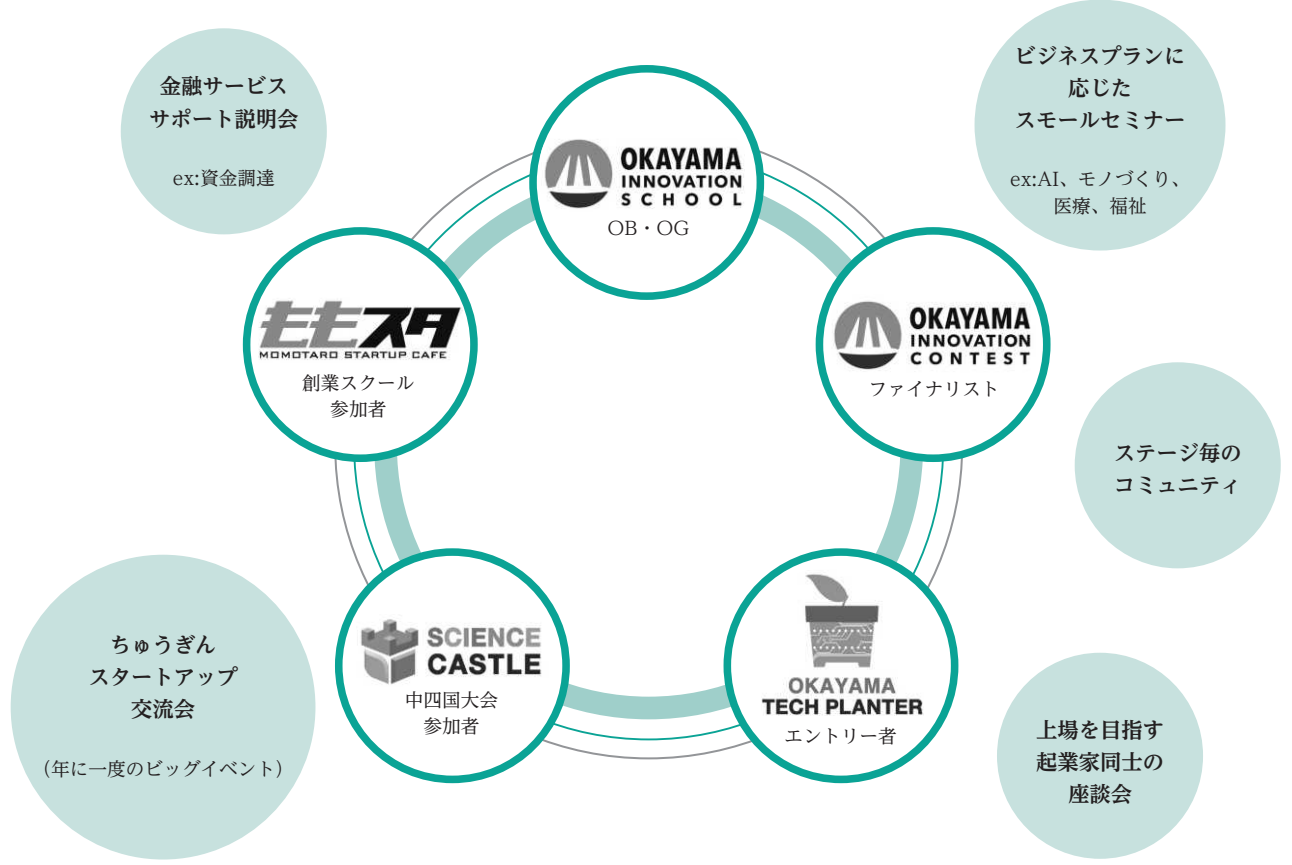 金融サービス
サポート説明会
ex:資金調達
ビジネスプランに
応じた
スモールセミナー
ex:AI、モノづくり、
医療、福祉
OKAYAMA
INNOVATION
SCHOOL
OB・OG
ももスタ
MOMOTARO STARTUP CAFE
創業スクール
参加者
OKAYAMA
INNOVATION
CONTEST
ファイナリスト
ステージ毎の
コミュニティ
ちゅうぎん
スタートアップ
交流会
（年に一度のビッグイベント）
SCIENCE
CASTLE
中四国大会
参加者
OKAYAMA
TECH PLANTER
エントリー者
上場を目指す
起業家同士の
座談会